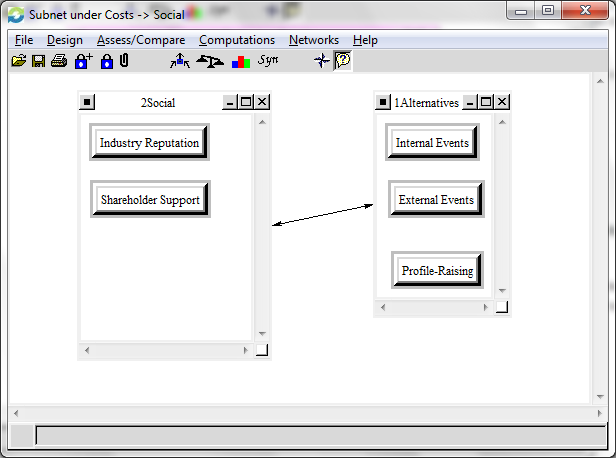 Subnet under Costs -> Social
File Design Assess/Compare Computations Networks Help
Syn
2Social
Industry Reputation
Shareholder Support
1Alternatives
Internal Events
External Events
Profile-Raising